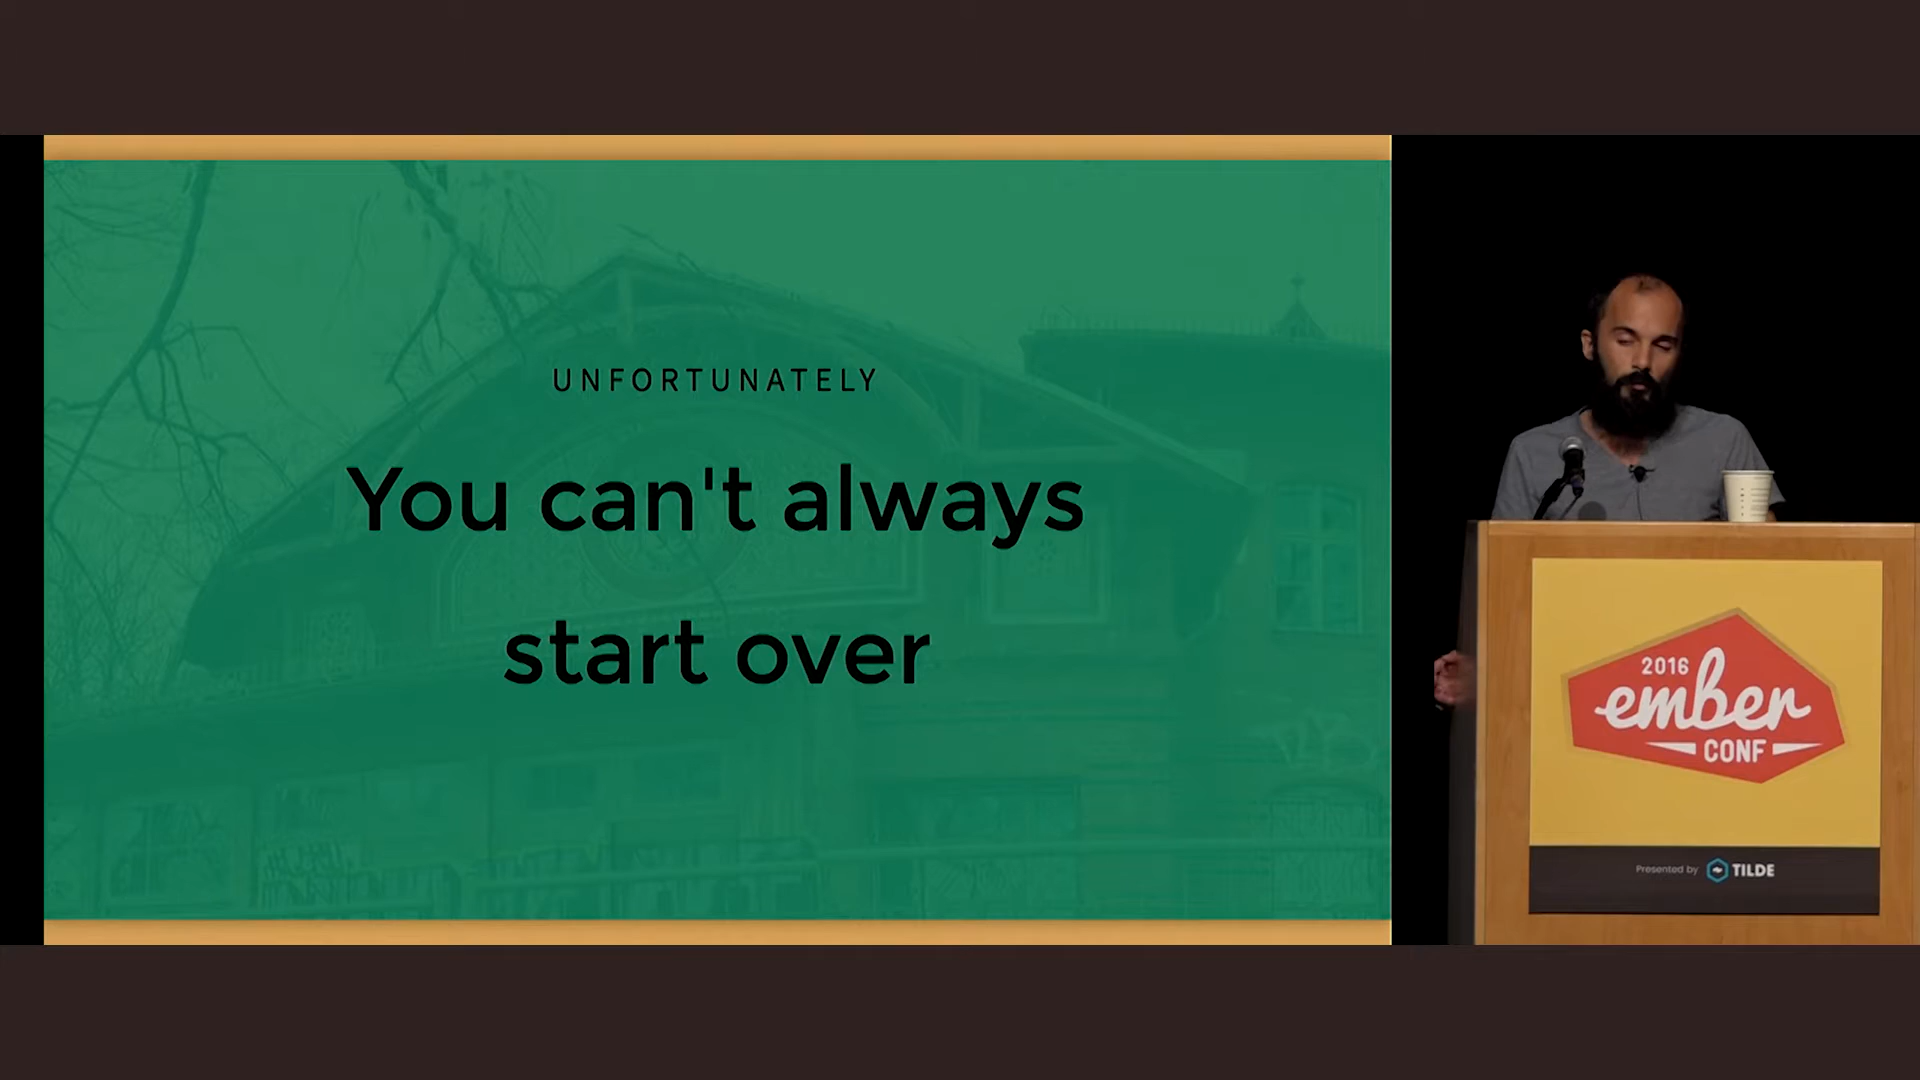 UNFORTUNATELY
You can't always
start over
2016
ember
CONF
Presented by TILDE